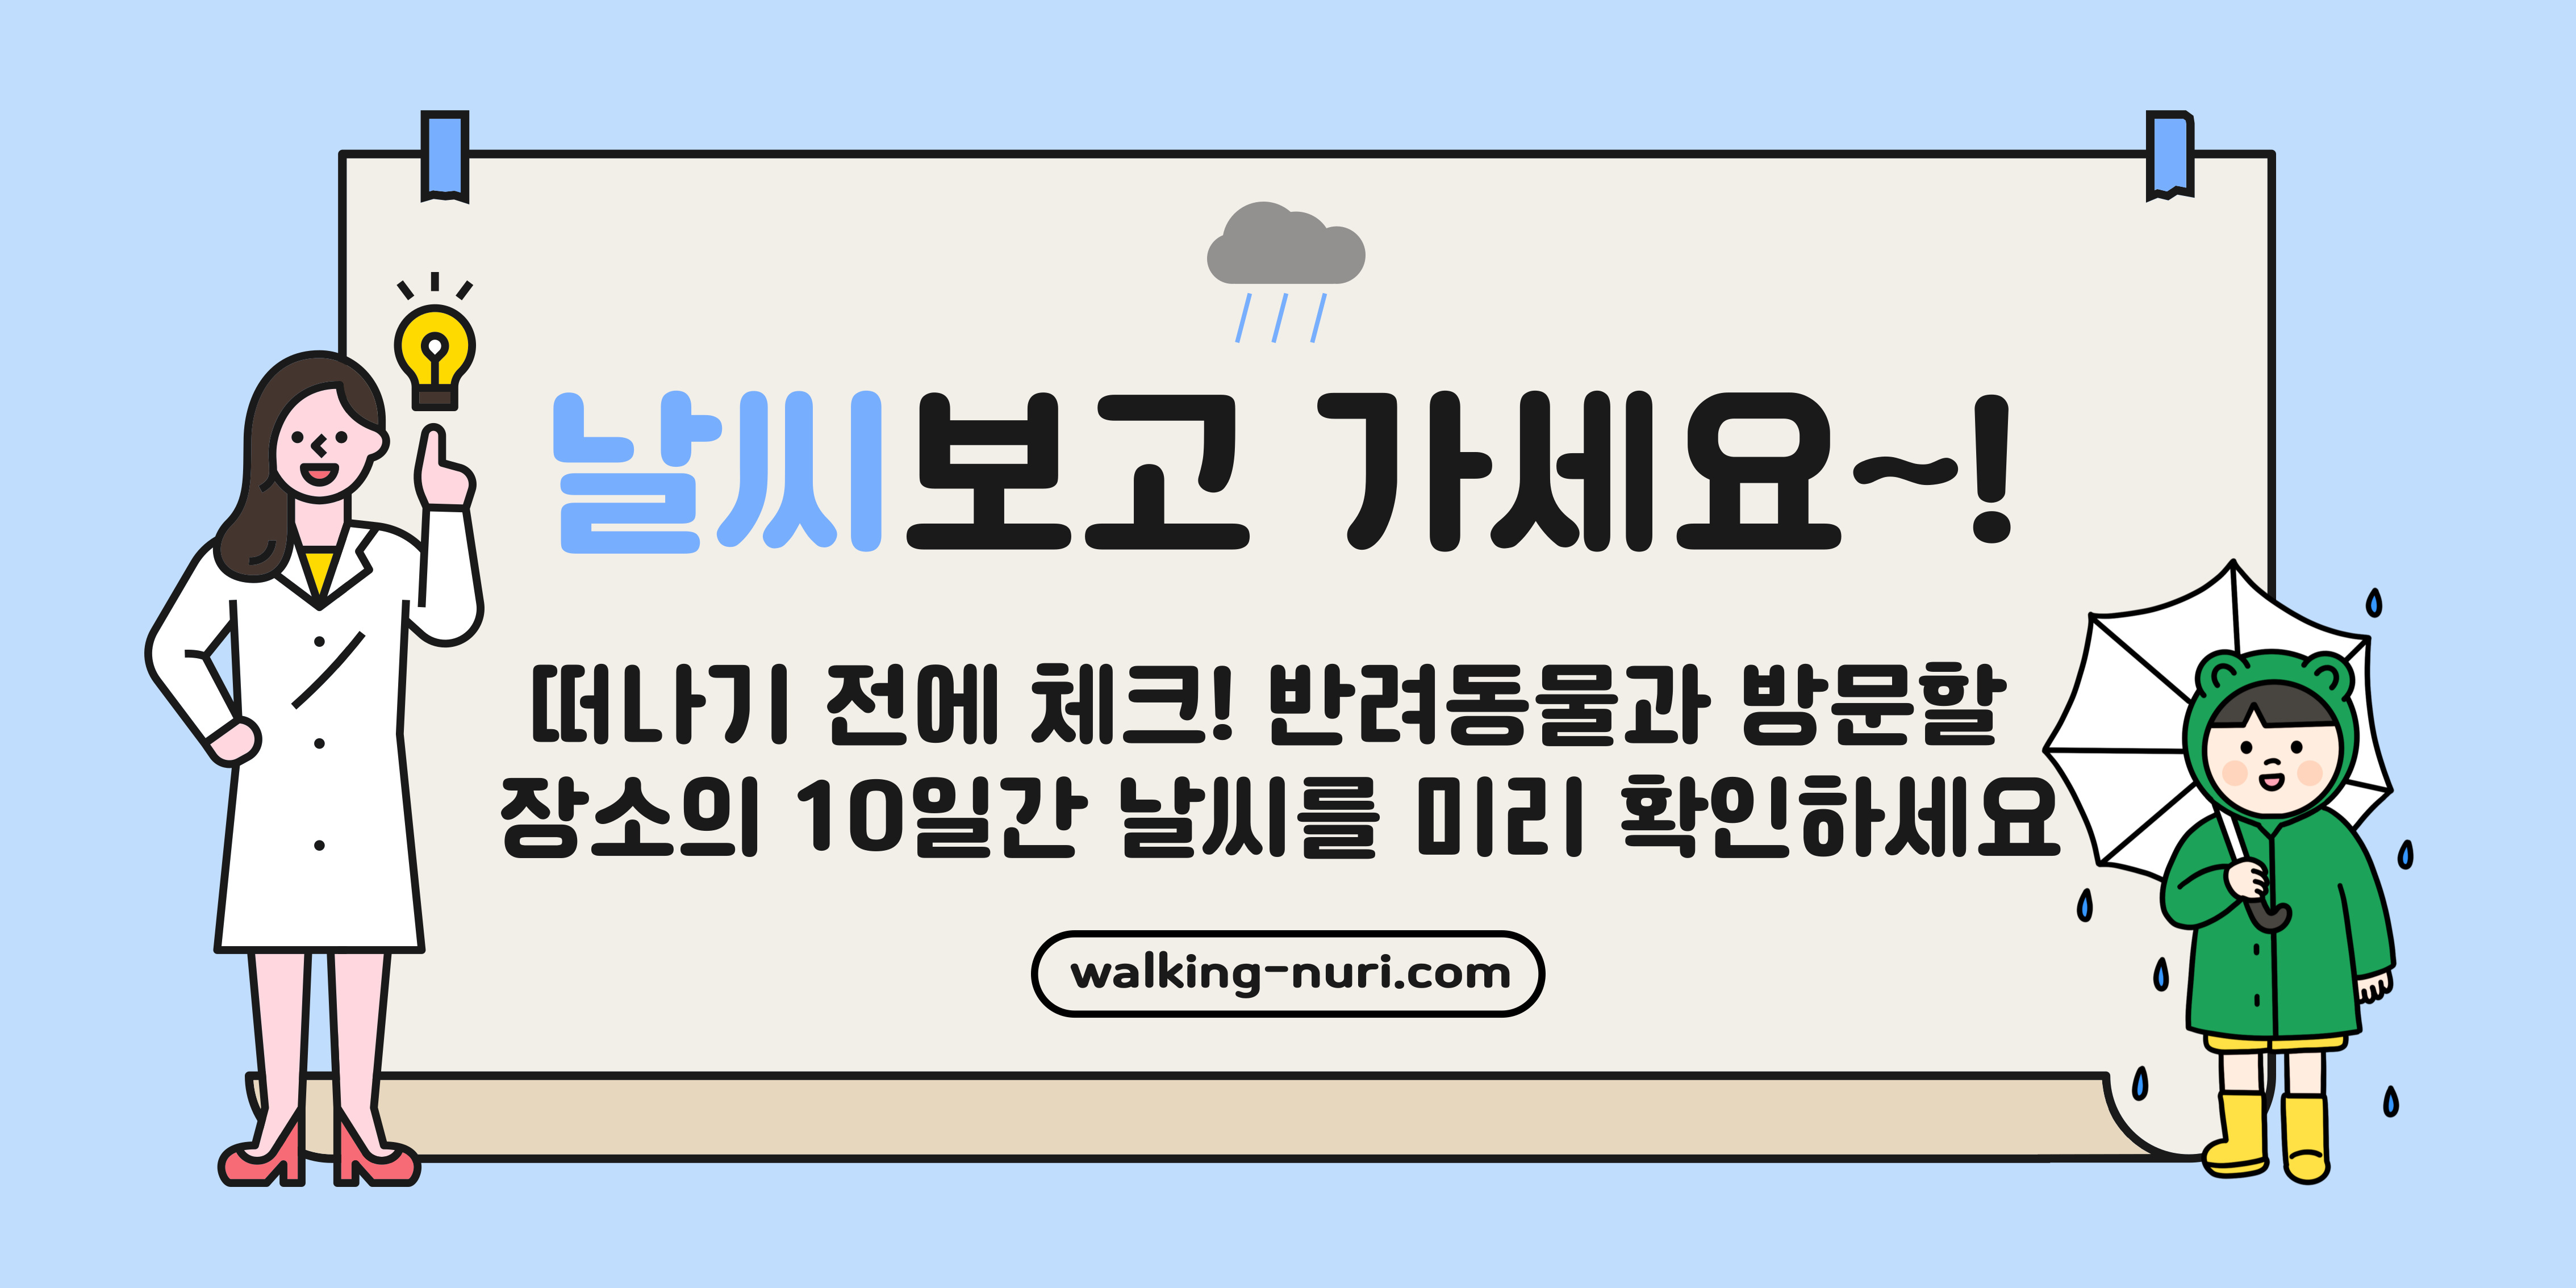 날씨보고 가세요~!
떠나기 전에 체크! 반려동물과 방문할
장소의 10일간 날씨를 미리 확인하세요
walking-nuri.com